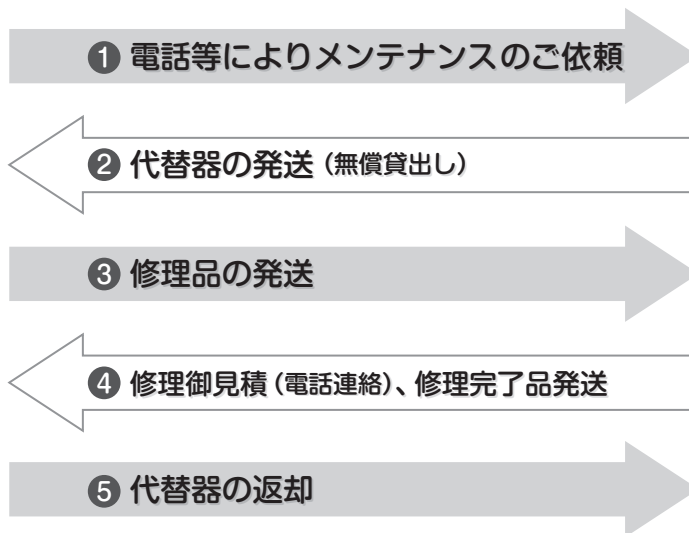 ❶ 電話等によりメンテナンスのご依頼
❷ 代替器の発送（無償貸出し）
❸ 修理品の発送
❹ 修理御見積（電話連絡）、修理完了品発送
❺ 代替器の返却